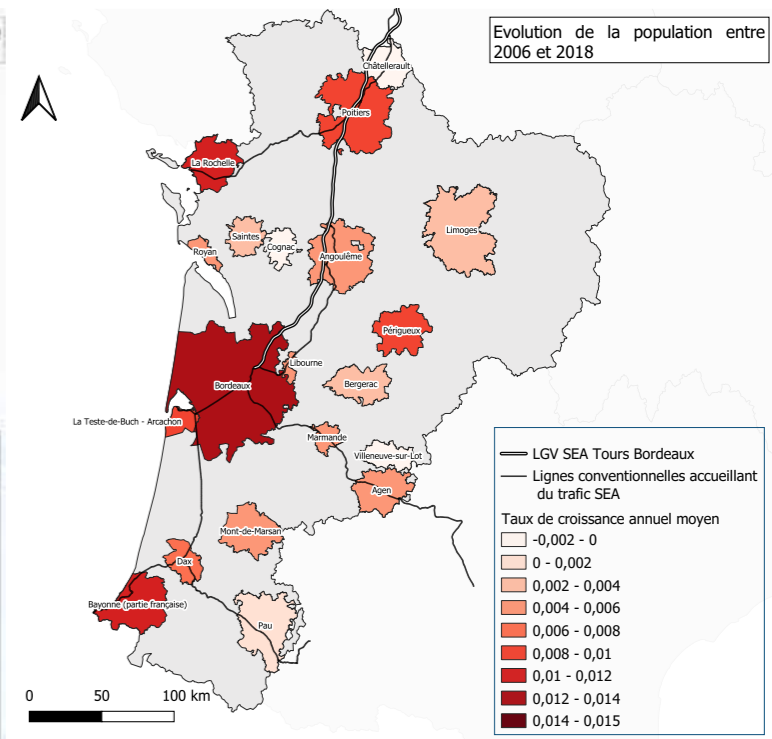 Evolution de la population entre
2006 et 2018
Châtellerault
Poitiers
La Rochelle
Limoges
Saintes
Cognac
Royan
Angoulême
Périgueux
Libourne
Bordeaux
Bergerac
La Teste-de-Buch - Arcachon
Marmande
Villeneuve-sur-Lot
Agen
Mont-de-Marsan
Dax
Bayonne (partie française)
Pau
LGV SEA Tours Bordeaux
Lignes conventionnelles accueillant
du trafic SEA
Taux de croissance annuel moyen
-0,002 - 0
0 - 0,002
0,002 - 0,004
0,004 - 0,006
0,006 - 0,008
0,008 - 0,01
0,01 - 0,012
0,012 - 0,014
0,014 - 0,015
0 50 100 km